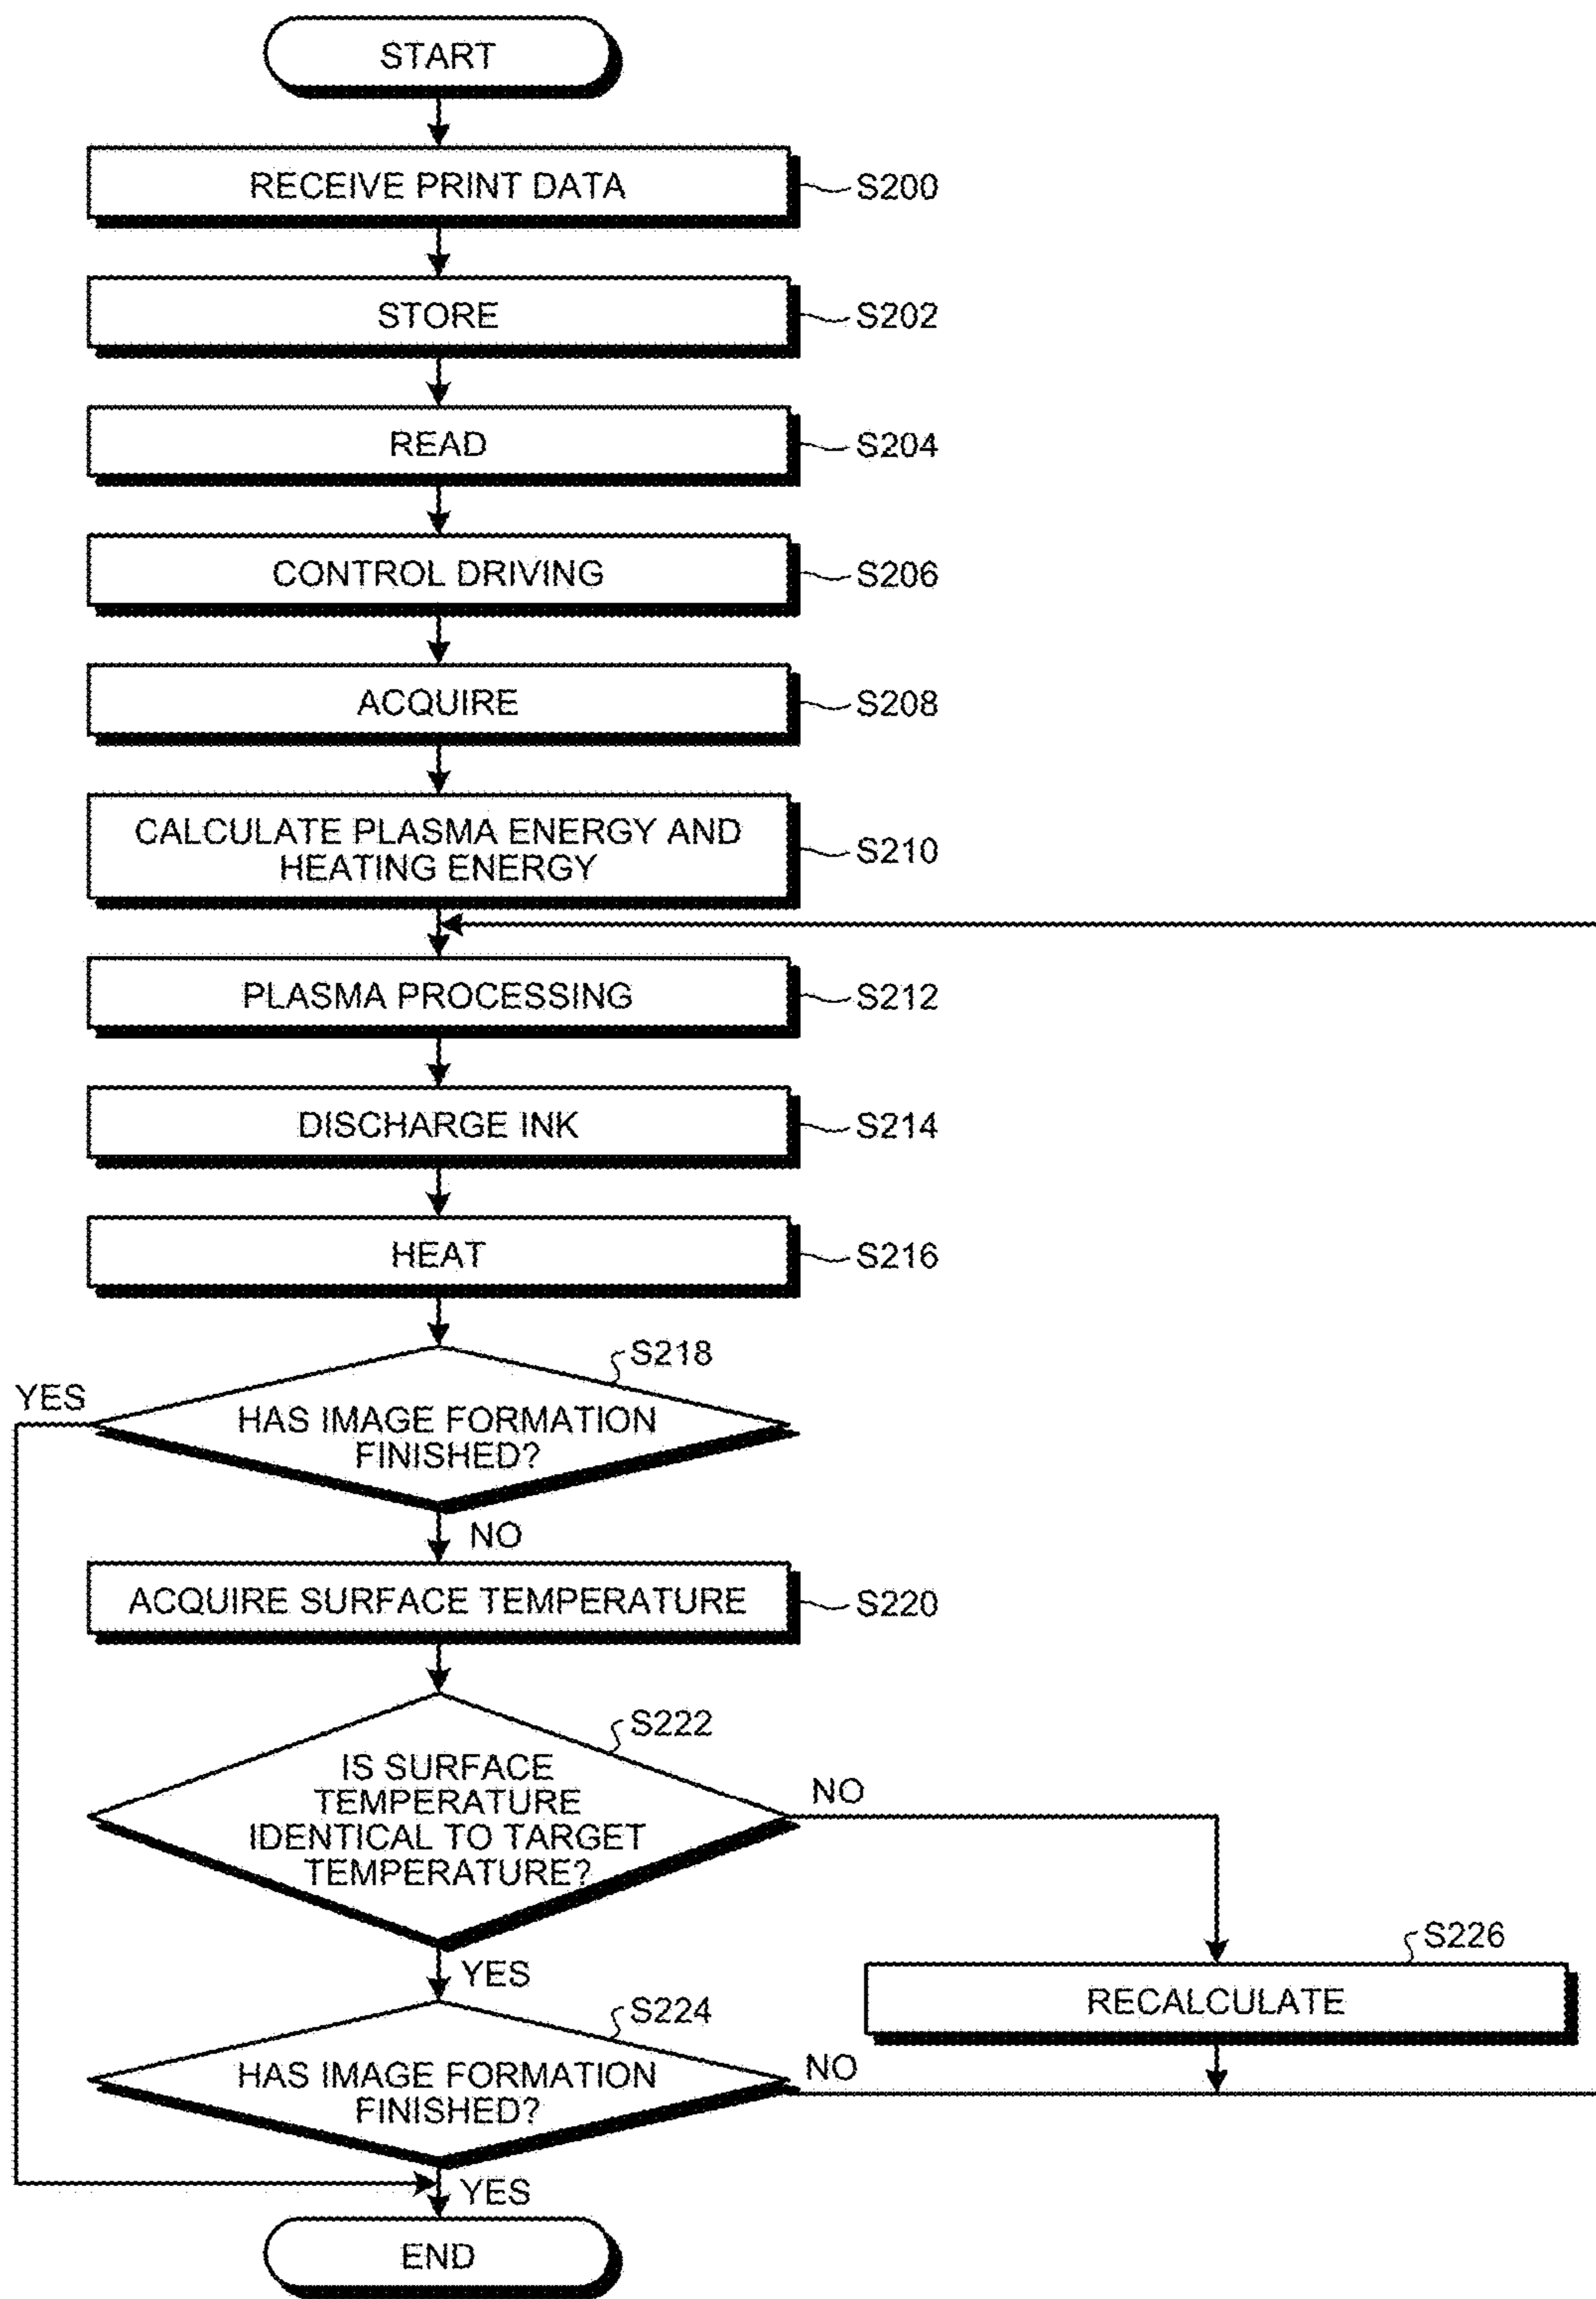 START
RECEIVE PRINT DATA
S200
STORE
S202
READ
S204
CONTROL DRIVING
S206
ACQUIRE
S208
CALCULATE PLASMA ENERGY AND
HEATING ENERGY
S210
PLASMA PROCESSING
S212
DISCHARGE INK
S214
HEAT
S216
S218
YES
HAS IMAGE FORMATION
FINISHED?
NO
ACQUIRE SURFACE TEMPERATURE
S220
S222
IS SURFACE
TEMPERATURE
IDENTICAL TO TARGET
TEMPERATURE?
NO
YES
S226
RECALCULATE
S224
HAS IMAGE FORMATION
FINISHED?
NO
YES
END